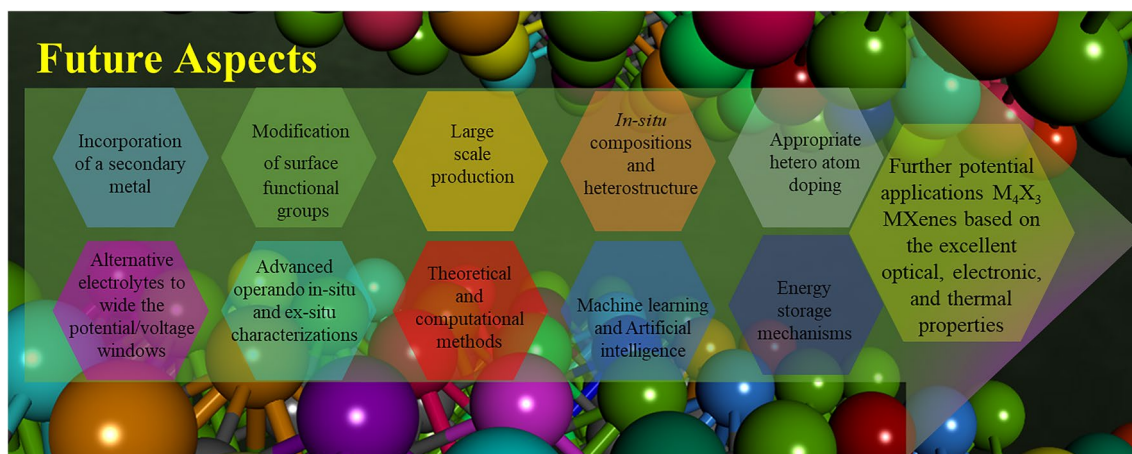 Future Aspects
Incorporation
of a secondary
metal
Modification
of surface
functional
groups
Large
scale
production
In-situ
compositions
and
heterostructure
Appropriate
hetero atom
doping
Alternative
electrolytes to
wide the
potential/voltage
windows
Advanced
operando in-situ
and ex-situ
characterizations
Theoretical
and
computational
methods
Machine learning
and Artificial
intelligence
Energy
storage
mechanisms
Further potential
applications M₄X₃
MXenes based on
the excellent
optical, electronic,
and thermal
properties